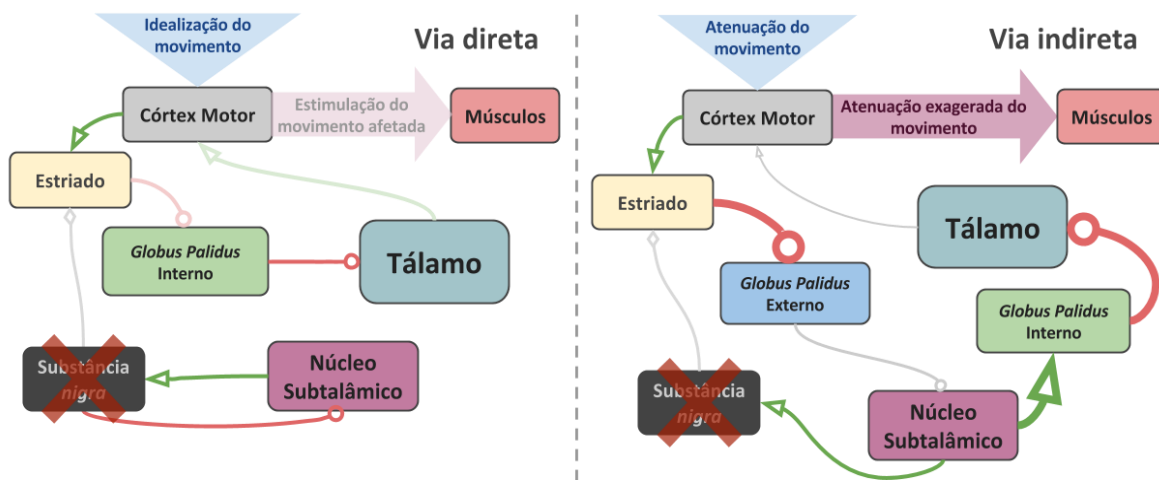 Idealização do
movimento
Via direta
Córtex Motor
Estimulação do
movimento afetada
Músculos
Estriado
Globus Palidus
Interno
Tálamo
Substância
nigra
Núcleo
Subtalâmico
Atenuação do
movimento
Via indireta
Córtex Motor
Atenuação exagerada do
movimento
Músculos
Estriado
Tálamo
Globus Palidus
Externo
Globus Palidus
Interno
Substância
nigra
Núcleo
Subtalâmico